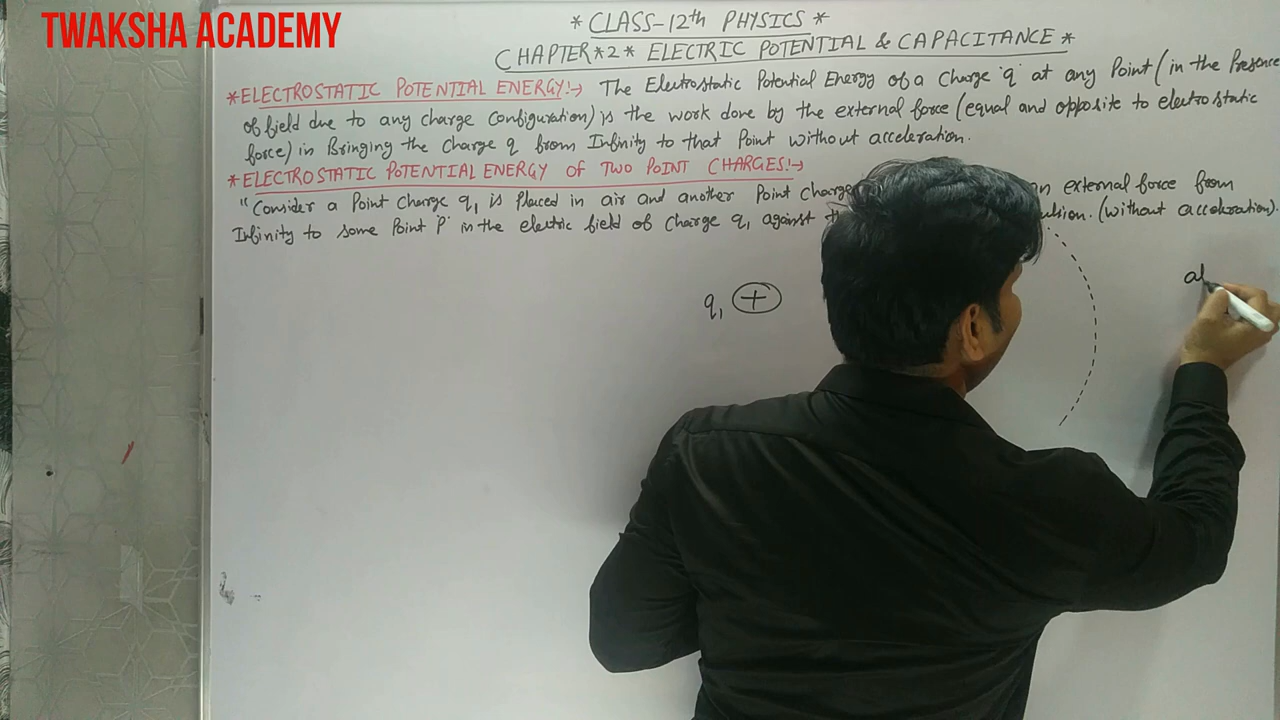 TWAKSHA ACADEMY
* CLASS-12th PHYSICS *
CHAPTER*2* ELECTRIC POTENTIAL & CAPACITANCE *
*ELECTROSTATIC POTENTIAL ENERGY:→ The Electrostatic Potential Energy of a charge 'q' at any Point (in the Presence
of field due to any charge configuration) is the work done by the external force (equal and opposite to electrostatic
force) in Bringing the Charge q from Infinity to that Point without acceleration.
*ELECTROSTATIC POTENTIAL ENERGY of TWO POINT CHARGES:→
"Consider a Point Charge q₁ is Placed in air and another Point Charge an external force from
Infinity to some Point 'P' in the electric field of charge q₁ against (without acceleration).
q₁ +